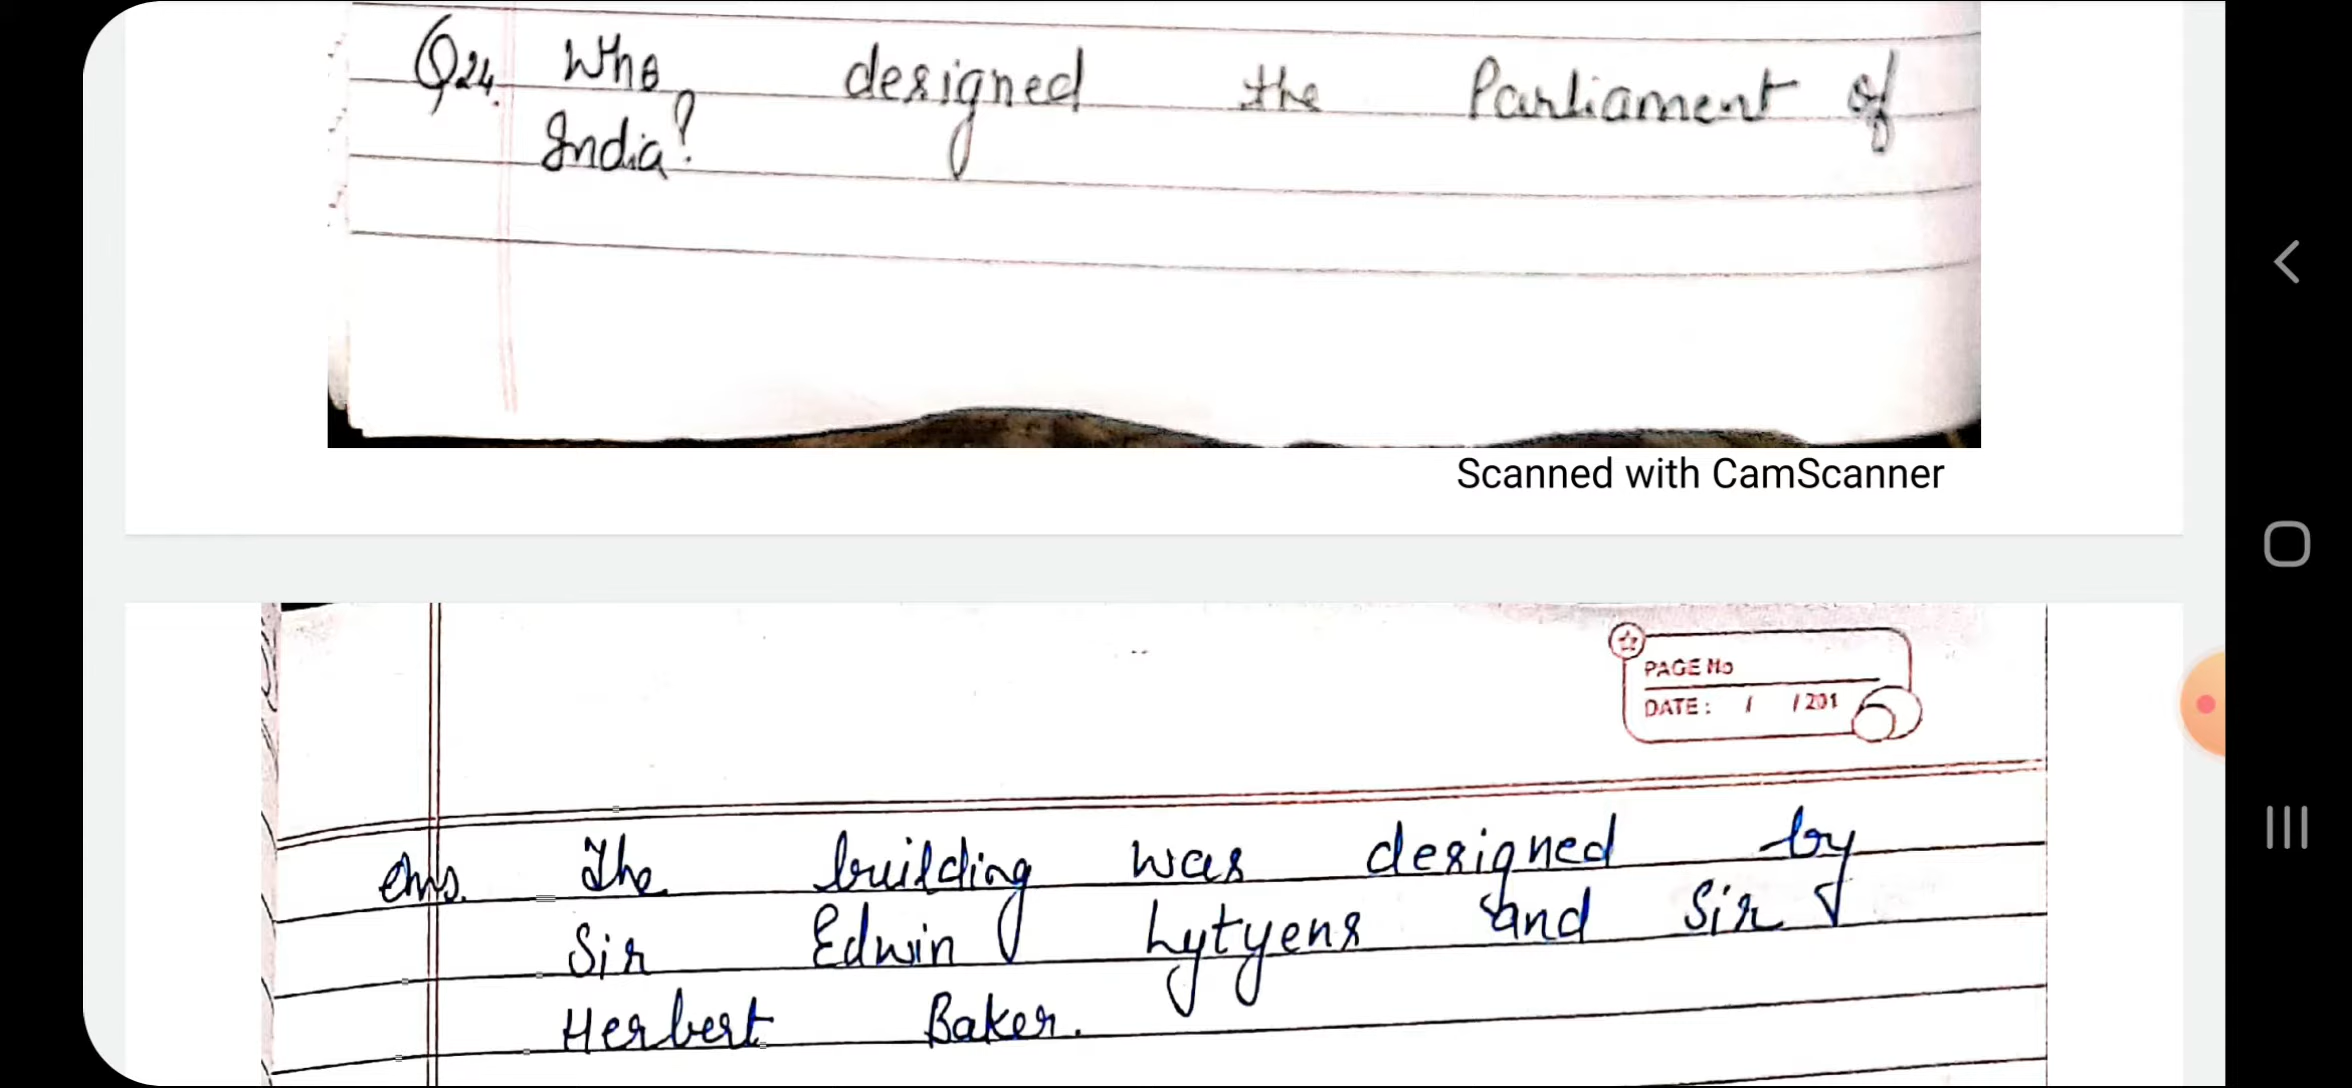 Q24. Who designed the Parliament of
India?
Scanned with CamScanner
PAGE No
DATE: / /201
Ans. The building was designed by
Sir Edwin Lytyens and Sir
Herbert Baker.